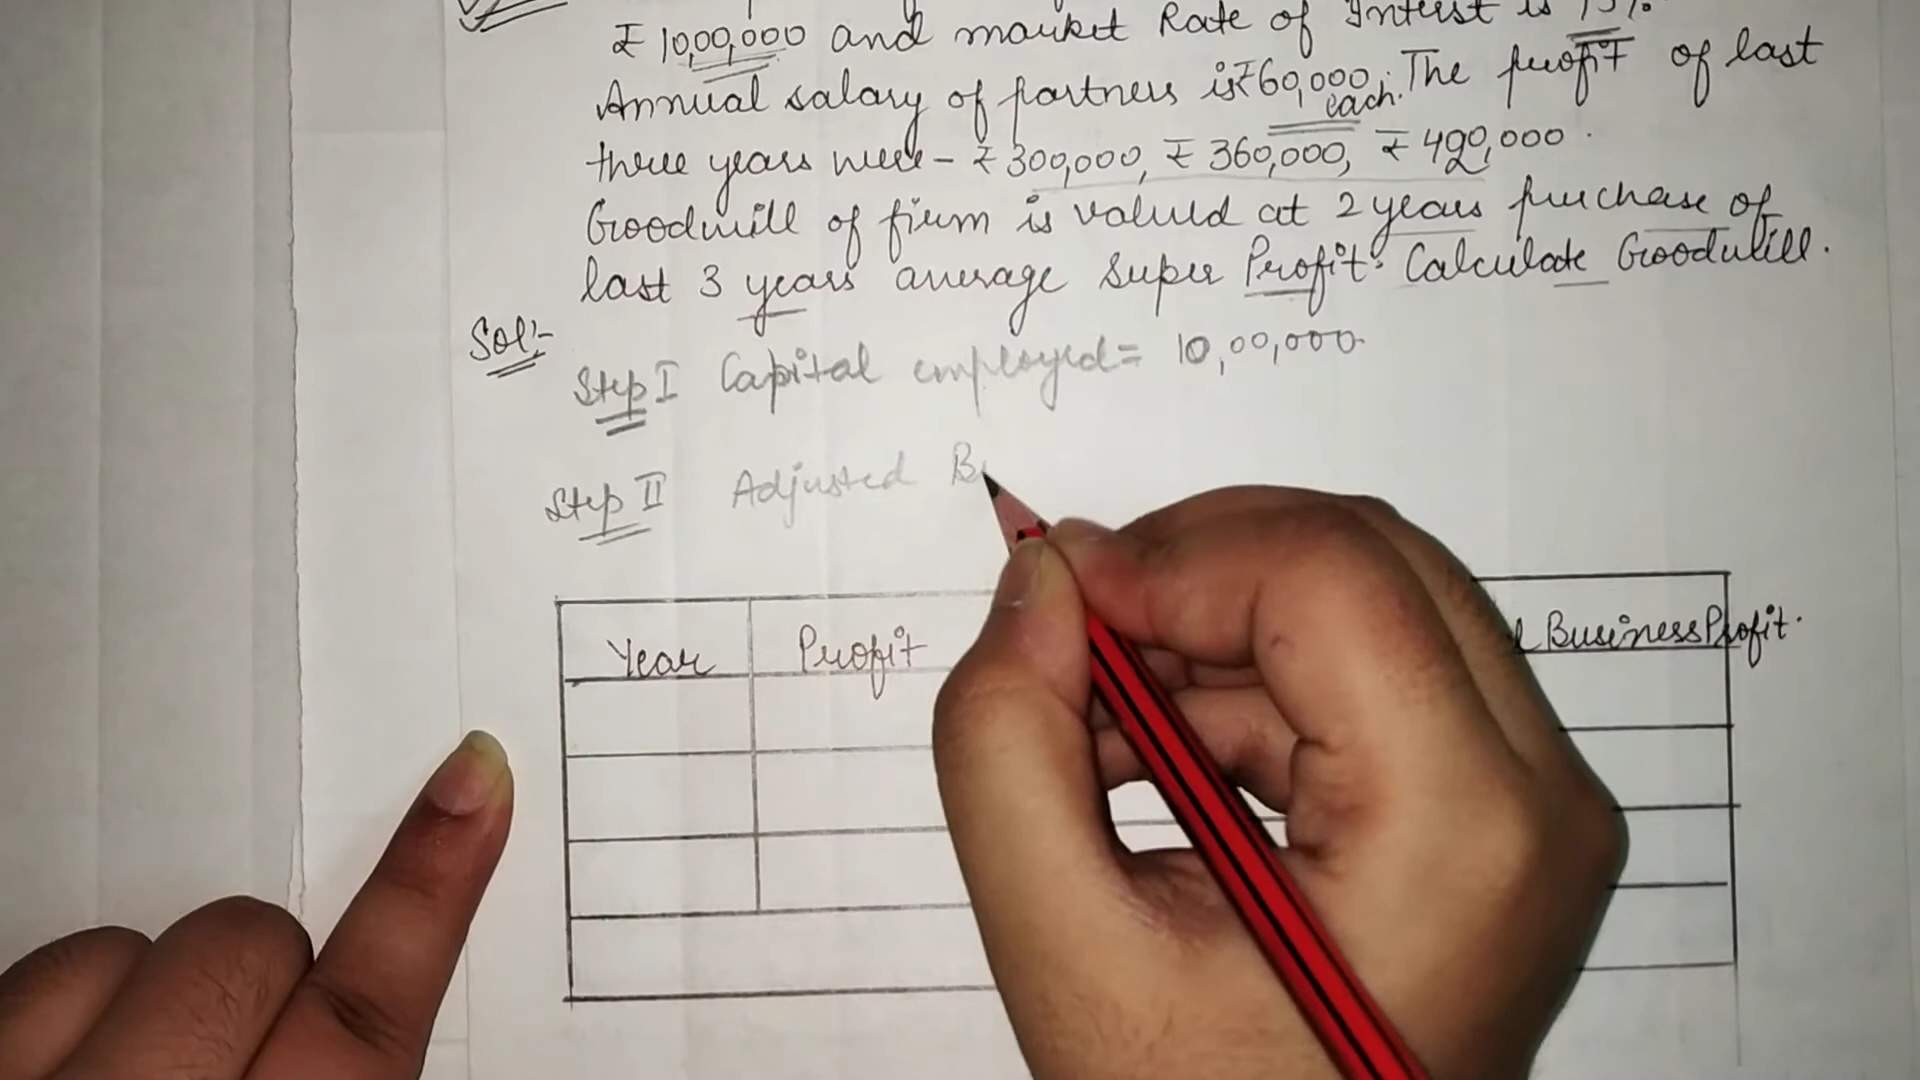 ₹ 10,00,000 and market Rate of Interest is 15%
Annual salary of partners is ₹60,000 each. The profit of last
three years were - ₹ 300,000, ₹ 360,000, ₹ 420,000.
Goodwill of firm is valued at 2 years purchase of
last 3 years average super Profit. Calculate Goodwill.
Sol:-
Step I Capital employed = 10,00,000
Step II Adjusted B
Year Profit Business Profit.